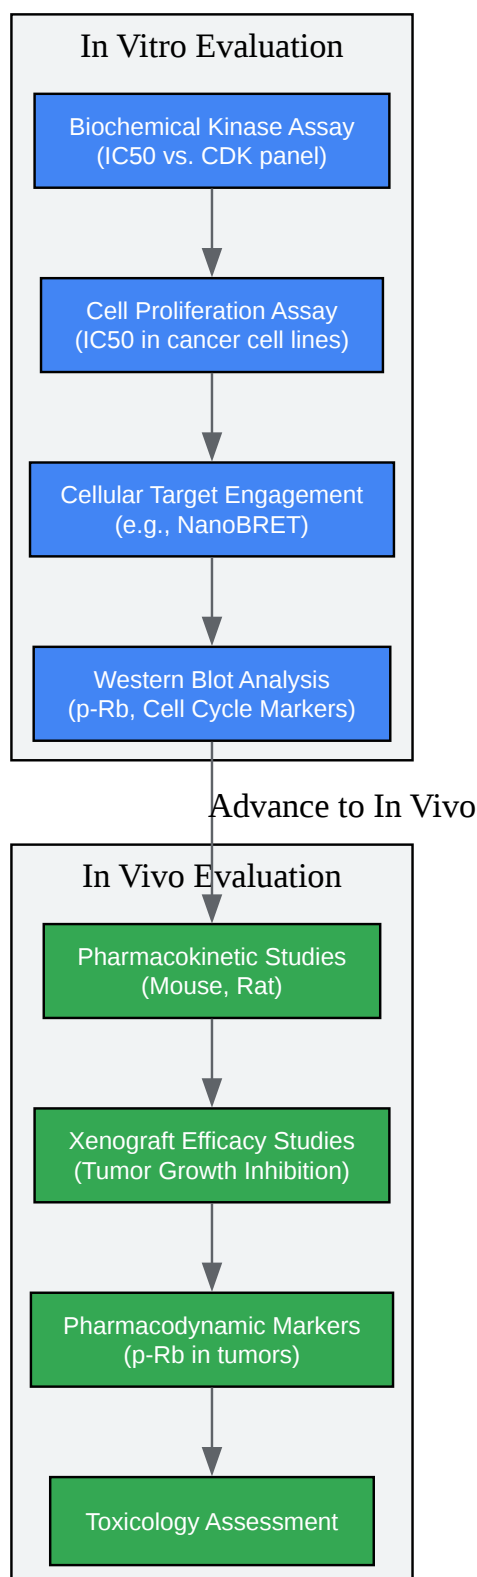 In Vitro Evaluation
Biochemical Kinase Assay
(IC50 vs. CDK panel)
Cell Proliferation Assay
(IC50 in cancer cell lines)
Cellular Target Engagement
(e.g., NanoBRET)
Western Blot Analysis
(p-Rb, Cell Cycle Markers)
Advance to In Vivo
In Vivo Evaluation
Pharmacokinetic Studies
(Mouse, Rat)
Xenograft Efficacy Studies
(Tumor Growth Inhibition)
Pharmacodynamic Markers
(p-Rb in tumors)
Toxicology Assessment